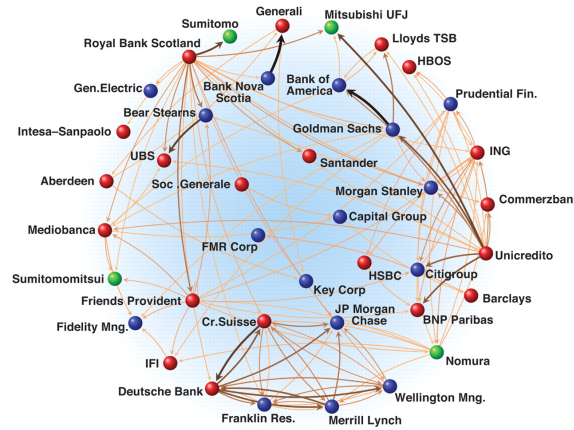 Generali
Sumitomo
Mitsubishi UFJ
Royal Bank Scotland
Lloyds TSB
HBOS
Gen.Electric
Bank Nova
Scotia
Bank of
America
Prudential Fin.
Bear Stearns
Goldman Sachs
Intesa–Sanpaolo
UBS
Santander
ING
Aberdeen
Soc .Generale
Morgan Stanley
Commerzban
Capital Group
Mediobanca
FMR Corp
Unicredito
HSBC
Citigroup
Sumitomomitsui
Key Corp
Friends Provident
Barclays
BNP Paribas
Fidelity Mng.
Cr.Suisse
JP Morgan
Chase
IFI
Nomura
Deutsche Bank
Wellington Mng.
Franklin Res.
Merrill Lynch